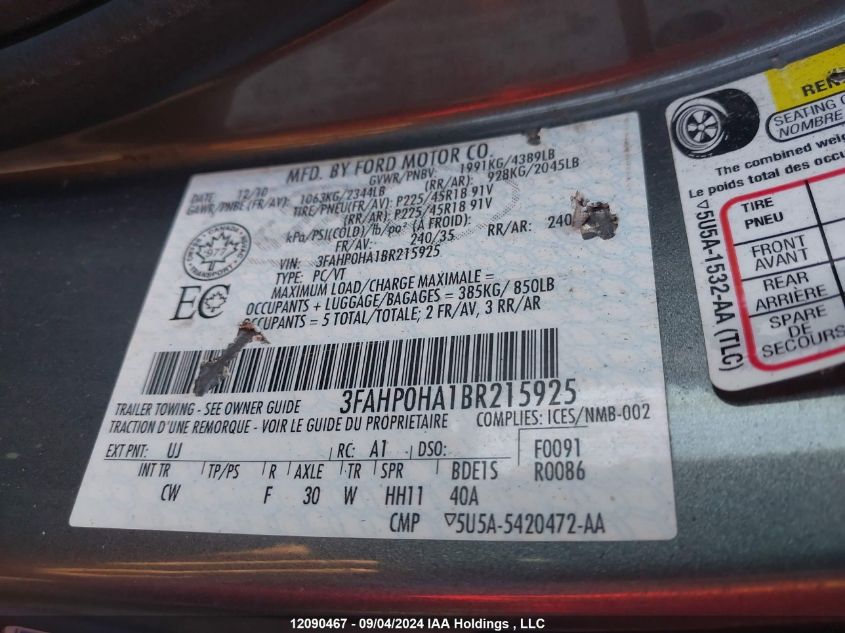 MFD. BY FORD MOTOR CO.
DATE: 12/10 GVWR/PNBV: 1991KG/4389LB
GAWR/PNBE (FR/AV): 1063KG/2344LB (RR/AR): 928KG/2045LB
TIRE/PNEU(FR/AV): P225/45R18 91V
(RR/AR): P225/45R18 91V
kPa/PSI(COLD)/lb/po² (À FROID):
FR/AV: 240/35 RR/AR: 240
VIN: 3FAHP0HA1BR215925
TYPE: PC/VT
MAXIMUM LOAD/CHARGE MAXIMALE =
OCCUPANTS + LUGGAGE/BAGAGES = 385KG/ 850LB
OCCUPANTS = 5 TOTAL/TOTALE; 2 FR/AV, 3 RR/AR
CANADA
EC
3FAHP0HA1BR215925
TRAILER TOWING - SEE OWNER GUIDE
TRACTION D'UNE REMORQUE - VOIR LE GUIDE DU PROPRIETAIRE
COMPLIES: ICES/NMB-002
EXT PNT: UJ RC: A1 DSO: F0091
INT TR TP/PS R AXLE TR SPR BDE1S R0086
CW F 30 W HH11 40A
CMP ▽5U5A-5420472-AA
▽5U5A-1532-AA (TLC)
SEATING
NOMBRE
The combined
Le poids total des
TIRE
PNEU
FRONT
AVANT
REAR
ARRIÈRE
SPARE
DE
SECOURS
12090467 - 09/04/2024 IAA Holdings , LLC